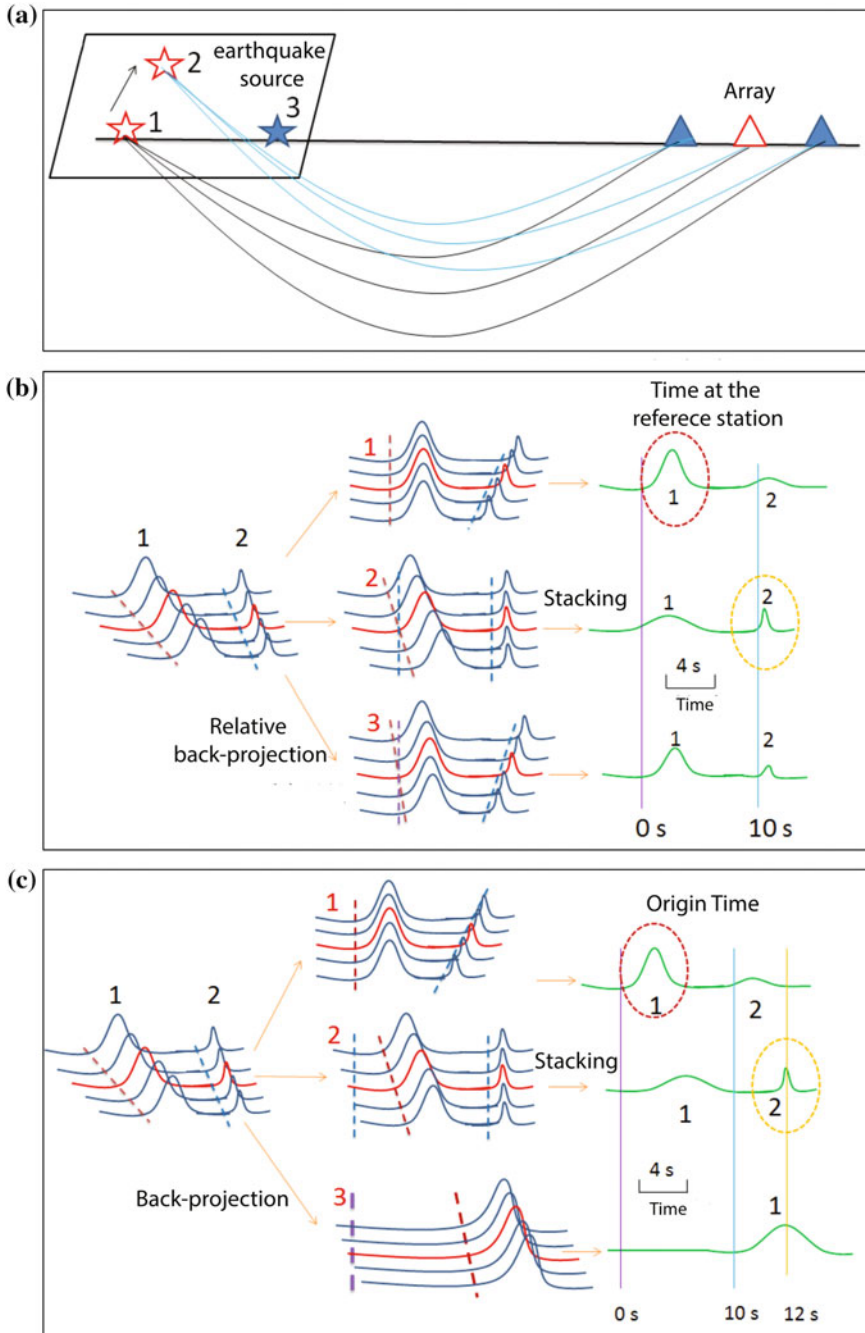 (a)
earthquake
source
2
3
1
Array
(b)
Time at the
referece station
1
1
2
1 2
2
Stacking
1
2
4 s
Time
3
Relative
back-projection
1
2
0 s 10 s
(c)
1
Origin Time
1 2
1
2
2
Stacking
1
2
4 s
Time
Back-projection
3
1
0 s 10 s 12 s